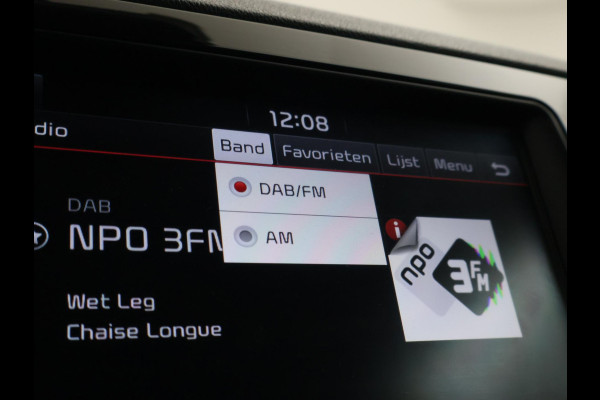 12:08
dio
Band Favorieten Lijst Menu
DAB/FM
DAB
NPO 3FM
AM
i
npo
3FM
Wet Leg
Chaise Longue